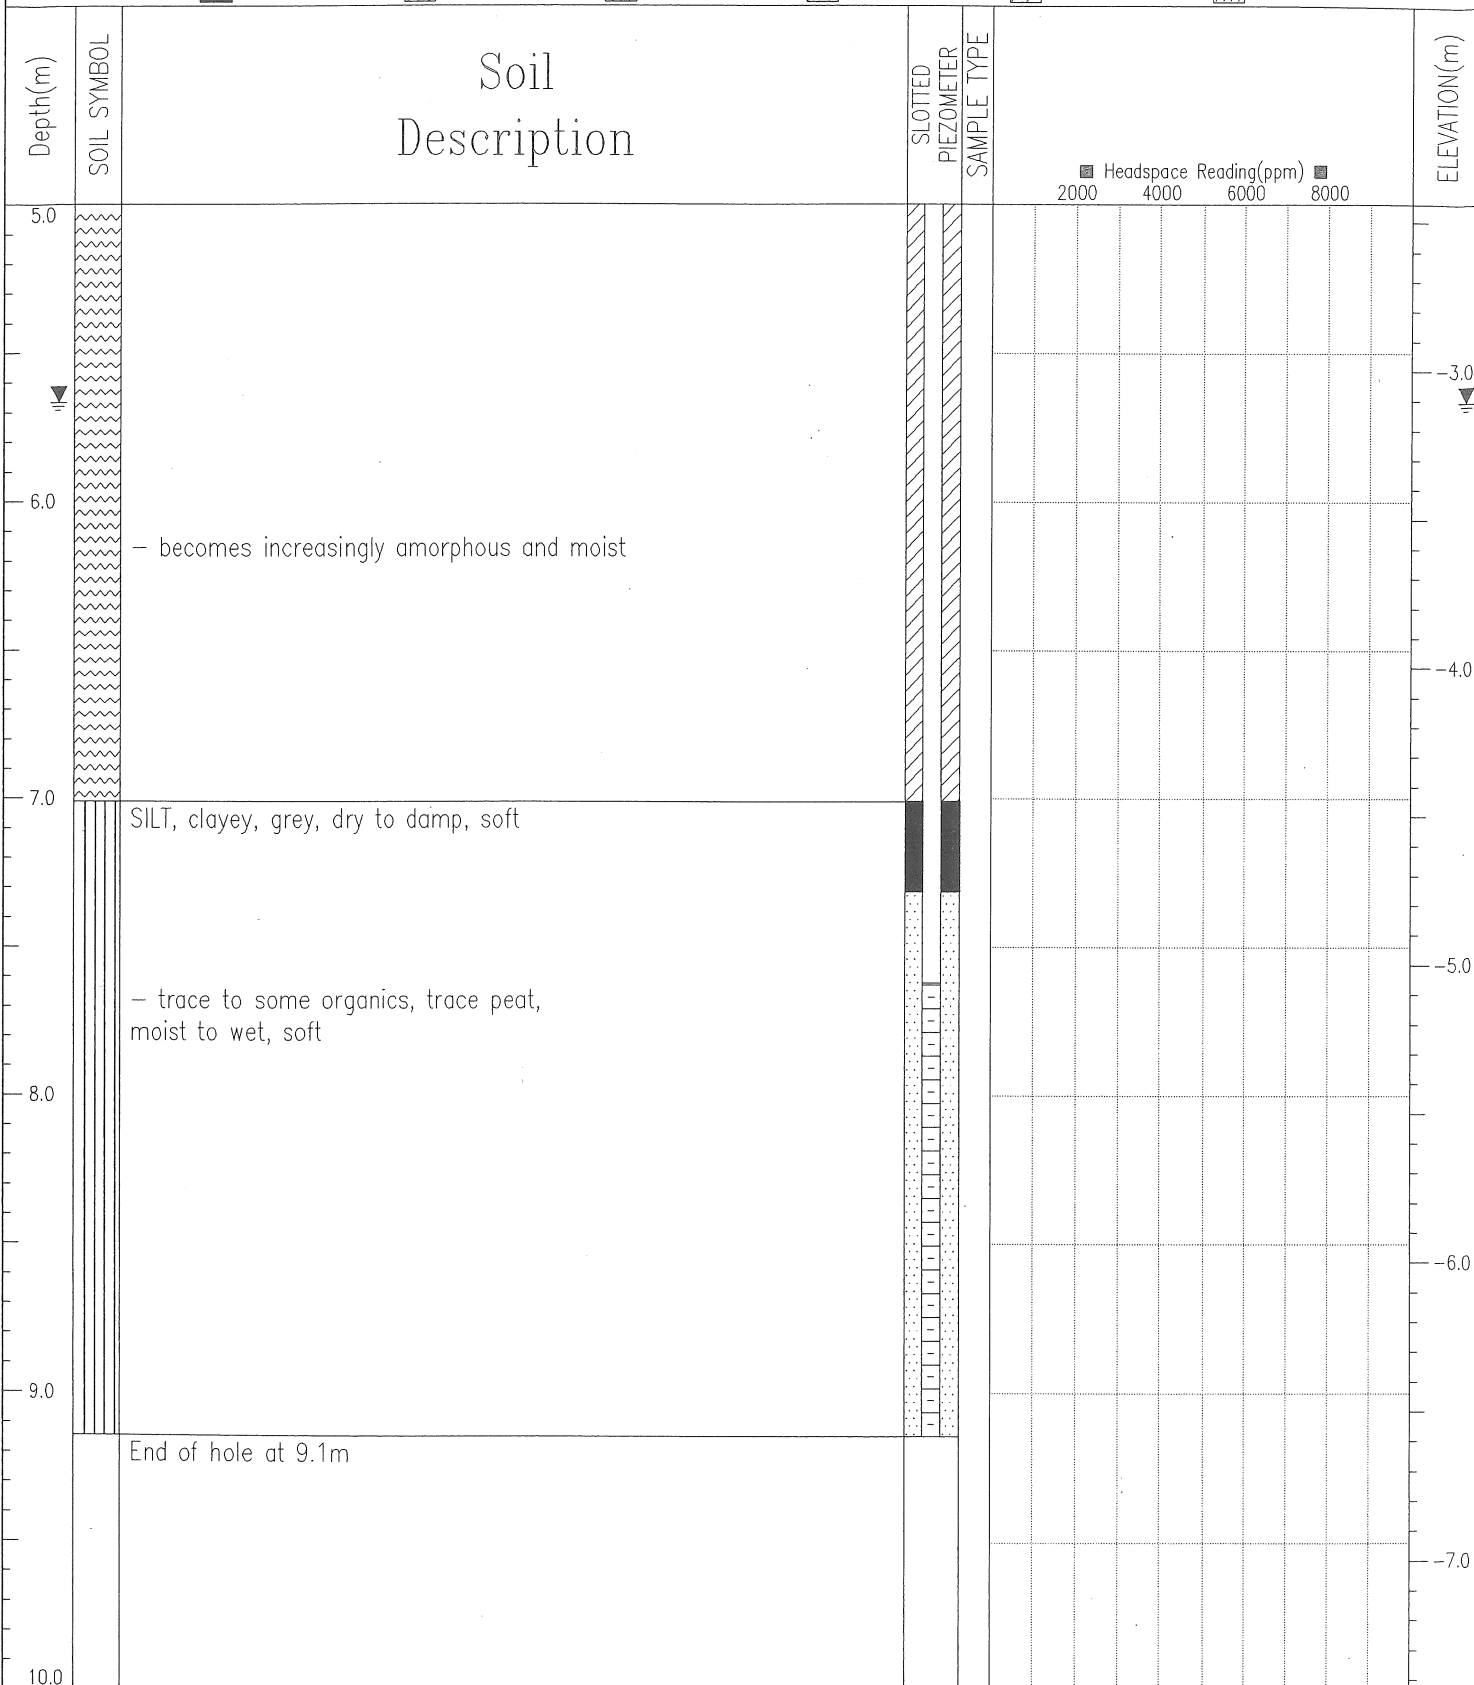 Depth(m)
SOIL SYMBOL
Soil
Description
SLOTTED
PIEZOMETER
SAMPLE TYPE
■ Headspace Reading(ppm) ■
2000 4000 6000 8000
ELEVATION(m)
5.0
-3.0
6.0
- becomes increasingly amorphous and moist
-4.0
7.0
SILT, clayey, grey, dry to damp, soft
-5.0
- trace to some organics, trace peat,
moist to wet, soft
8.0
-6.0
9.0
End of hole at 9.1m
-7.0
10.0